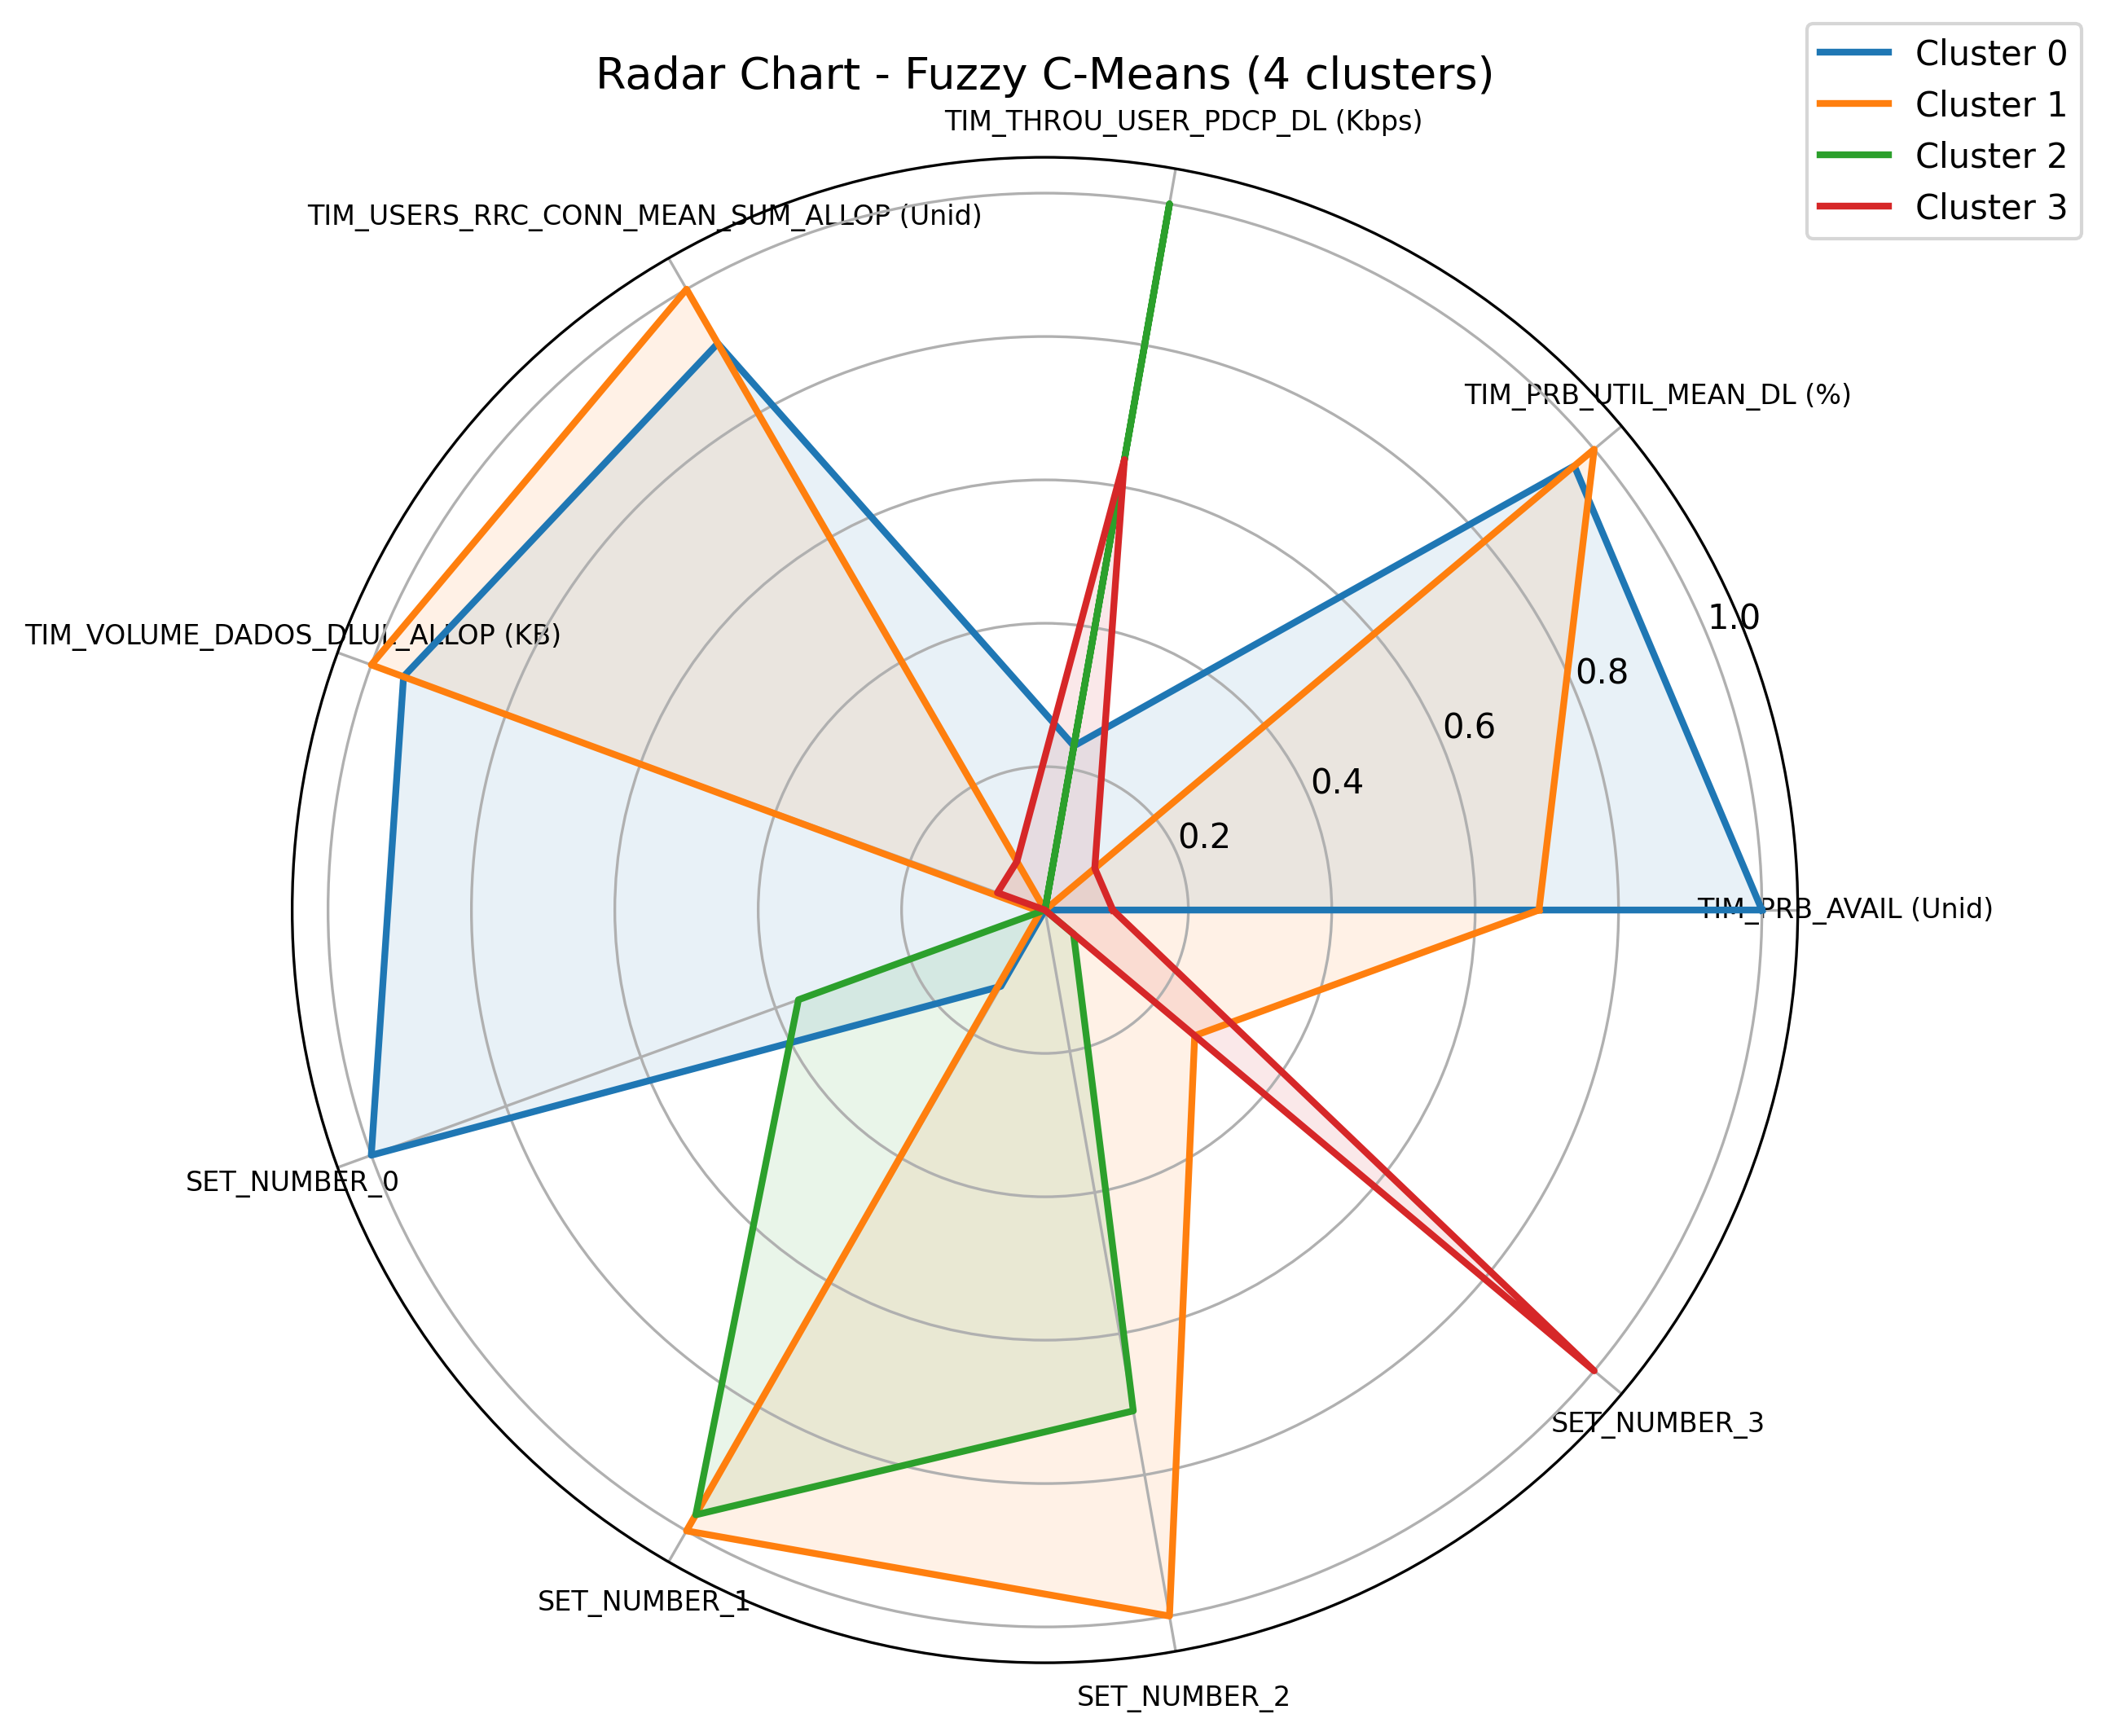 Radar Chart - Fuzzy C-Means (4 clusters)
Cluster 0
Cluster 1
Cluster 2
Cluster 3
TIM_THROU_USER_PDCP_DL (Kbps)
TIM_USERS_RRC_CONN_MEAN_SUM_ALLOP (Unid)
TIM_PRB_UTIL_MEAN_DL (%)
1.0
TIM_VOLUME_DADOS_DLUL_ALLOP (KB)
0.8
0.6
0.4
0.2
TIM_PRB_AVAIL (Unid)
SET_NUMBER_0
SET_NUMBER_3
SET_NUMBER_1
SET_NUMBER_2